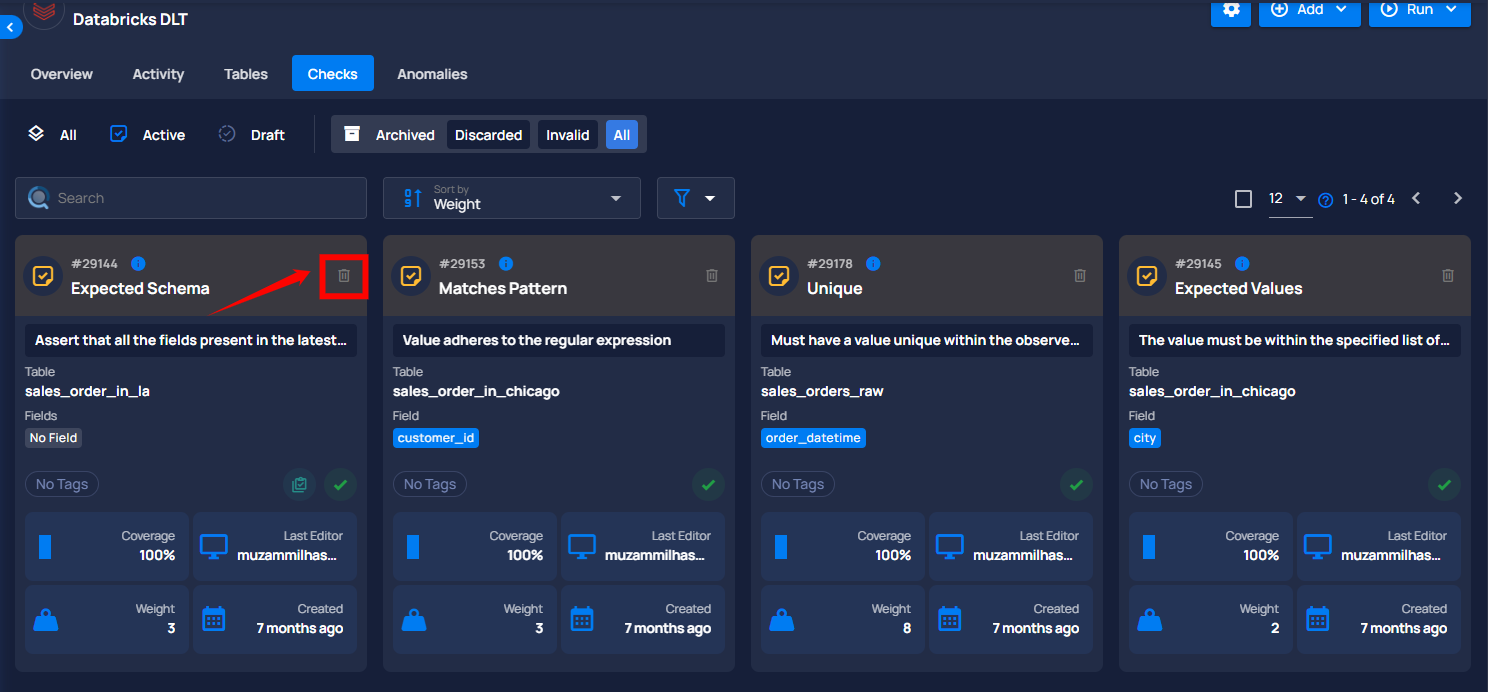 Databricks DLT
Add
Run
Overview
Activity
Tables
Checks
Anomalies
All
Active
Draft
Archived
Discarded
Invalid
All
Search
Sort by
Weight
12
1 - 4 of 4
#29144
Expected Schema
Assert that all the fields present in the latest...
Table
sales_order_in_la
Fields
No Field
No Tags
Coverage
100%
Last Editor
muzammilhas...
Weight
3
Created
7 months ago
#29153
Matches Pattern
Value adheres to the regular expression
Table
sales_order_in_chicago
Field
customer_id
No Tags
Coverage
100%
Last Editor
muzammilhas...
Weight
3
Created
7 months ago
#29178
Unique
Must have a value unique within the observe...
Table
sales_orders_raw
Field
order_datetime
No Tags
Coverage
100%
Last Editor
muzammilhas...
Weight
8
Created
7 months ago
#29145
Expected Values
The value must be within the specified list of...
Table
sales_order_in_chicago
Field
city
No Tags
Coverage
100%
Last Editor
muzammilhas...
Weight
2
Created
7 months ago